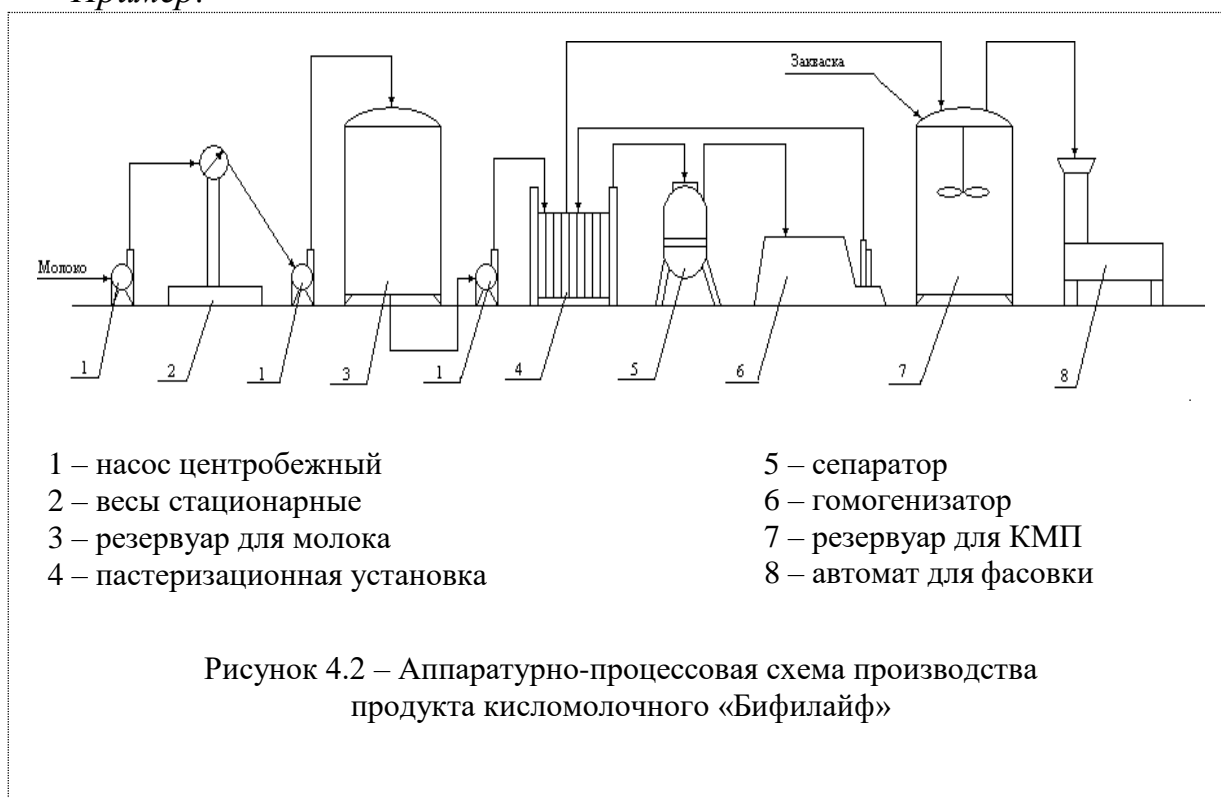 Пример:
Закваска
Молоко
1
2
1
3
1
4
5
6
7
8
1 – насос центробежный
2 – весы стационарные
3 – резервуар для молока
4 – пастеризационная установка
5 – сепаратор
6 – гомогенизатор
7 – резервуар для КМП
8 – автомат для фасовки
Рисунок 4.2 – Аппаратурно-процессовая схема производства
продукта кисломолочного «Бифилайф»